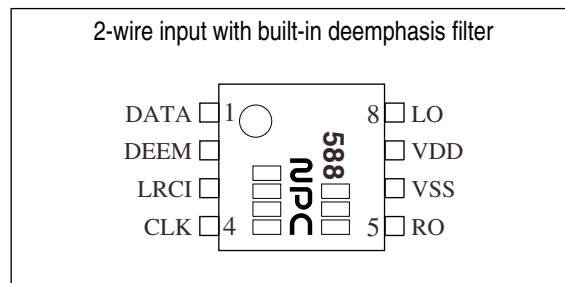 2-wire input with built-in deemphasis filter
DATA 1 8 LO
DEEM VDD
LRCI VSS
CLK 4 5 RO
588
NPC